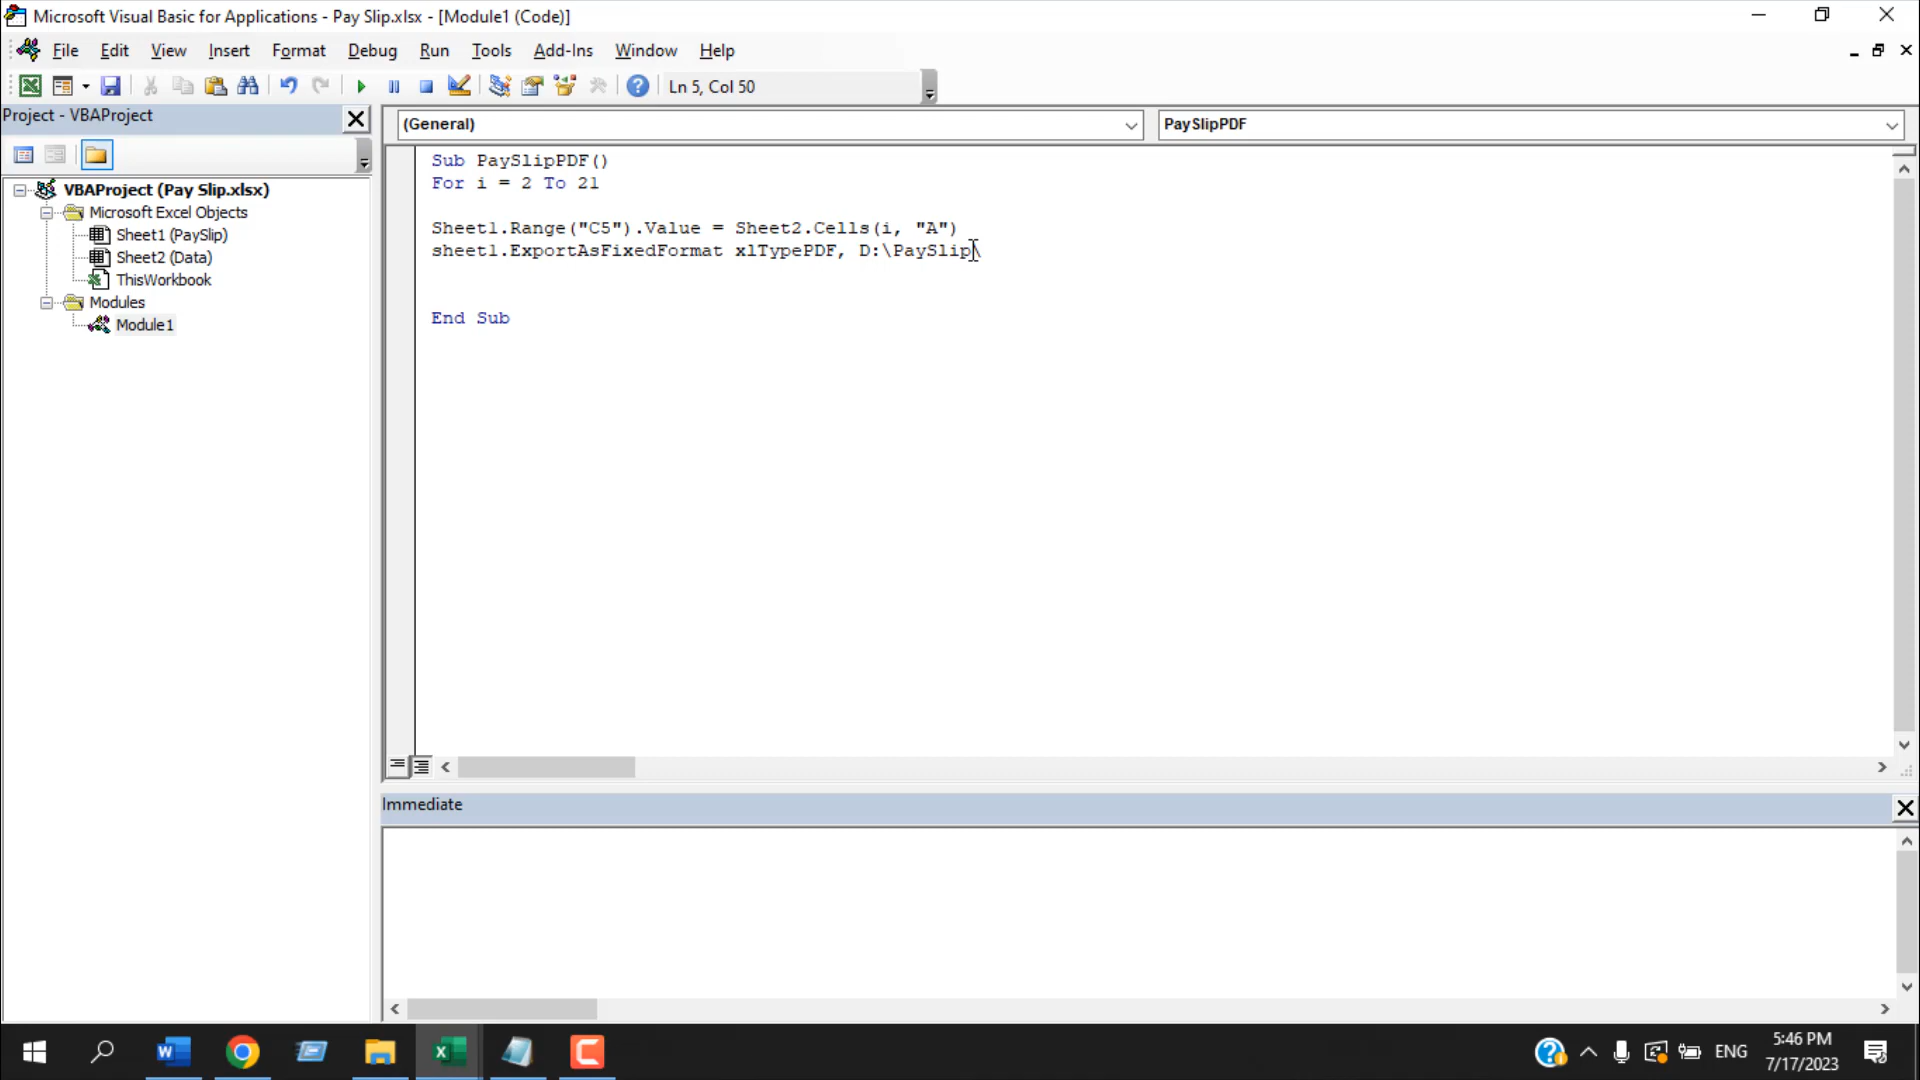 Microsoft Visual Basic for Applications - Pay Slip.xlsx - [Module1 (Code)]
File Edit View Insert Format Debug Run Tools Add-Ins Window Help
Ln 5, Col 50
Project - VBAProject
(General)
PaySlipPDF
VBAProject (Pay Slip.xlsx)
Microsoft Excel Objects
Sheet1 (PaySlip)
Sheet2 (Data)
ThisWorkbook
Modules
Module1
Sub PaySlipPDF()
For i = 2 To 21
Sheet1.Range("C5").Value = Sheet2.Cells(i, "A")
sheet1.ExportAsFixedFormat xlTypePDF, D:\PaySlip\
End Sub
Immediate
ENG
5:46 PM
7/17/2023